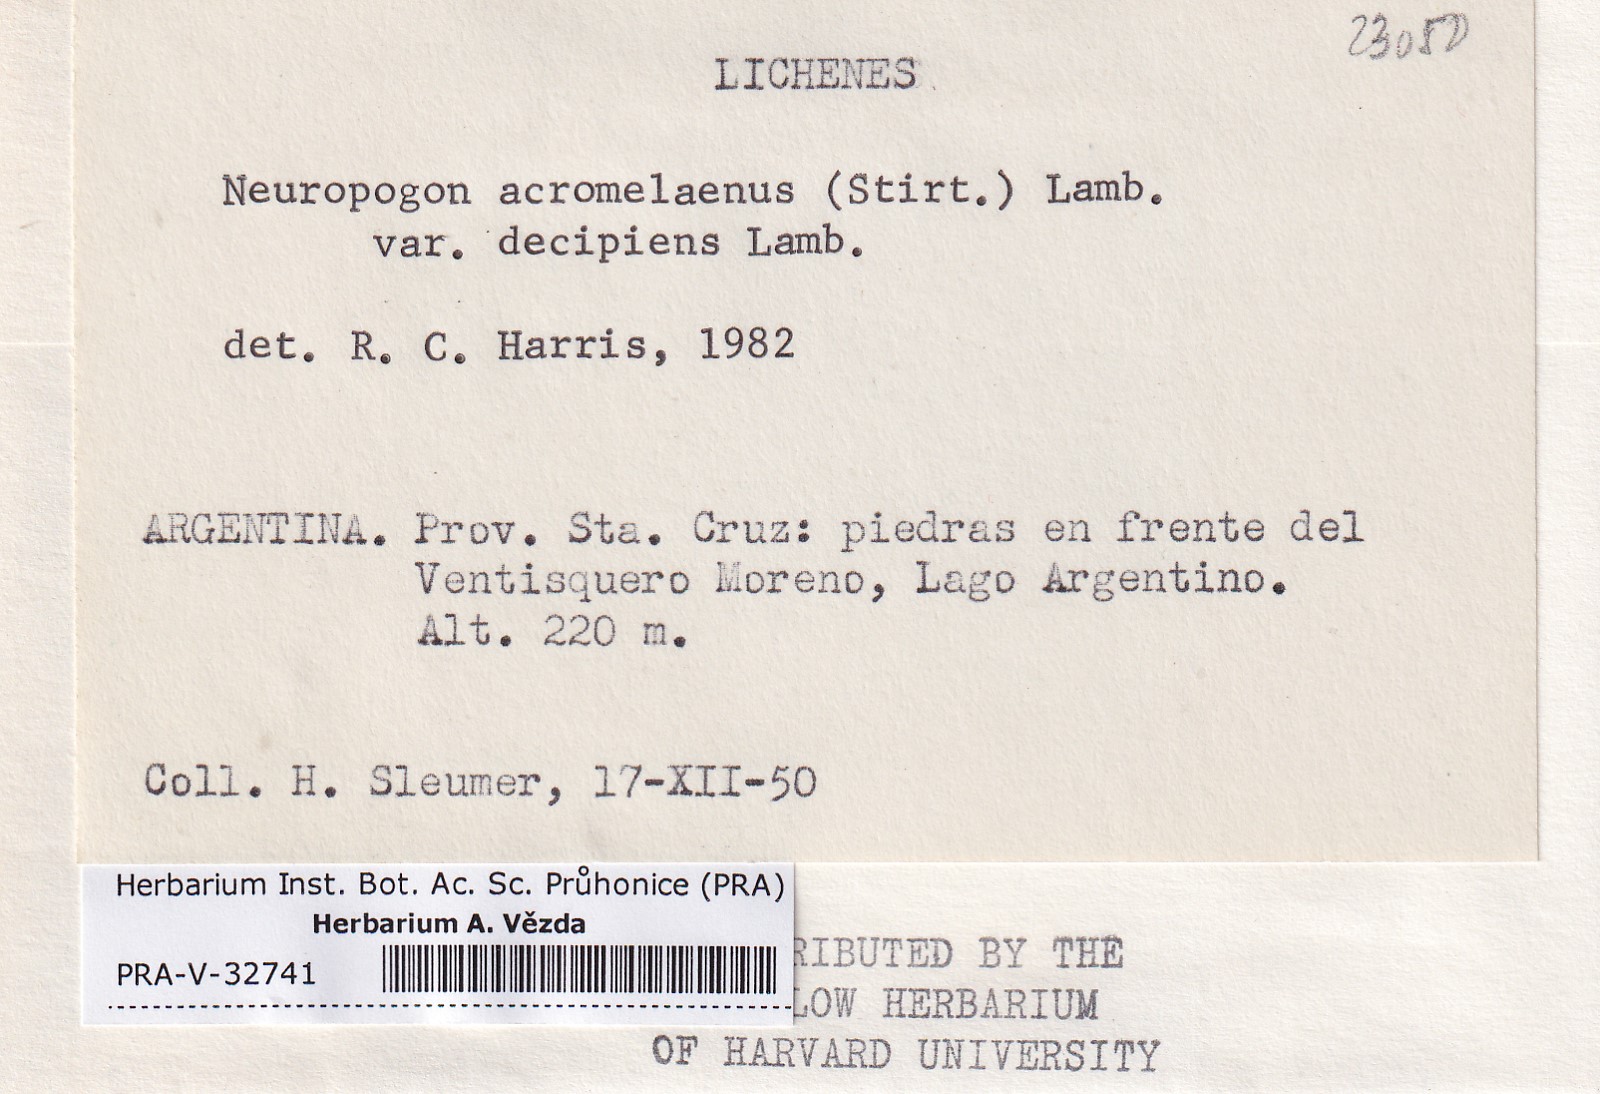 23050
LICHENES
Neuropogon acromelaenus (Stirt.) Lamb.
var. decipiens Lamb.
det. R. C. Harris, 1982
ARGENTINA. Prov. Sta. Cruz: piedras en frente del
Ventisquero Moreno, Lago Argentino.
Alt. 220 m.
Coll. H. Sleumer, 17-XII-50
Herbarium Inst. Bot. Ac. Sc. Průhonice (PRA)
Herbarium A. Vězda
PRA-V-32741
RIBUTED BY THE
LOW HERBARIUM
OF HARVARD UNIVERSITY